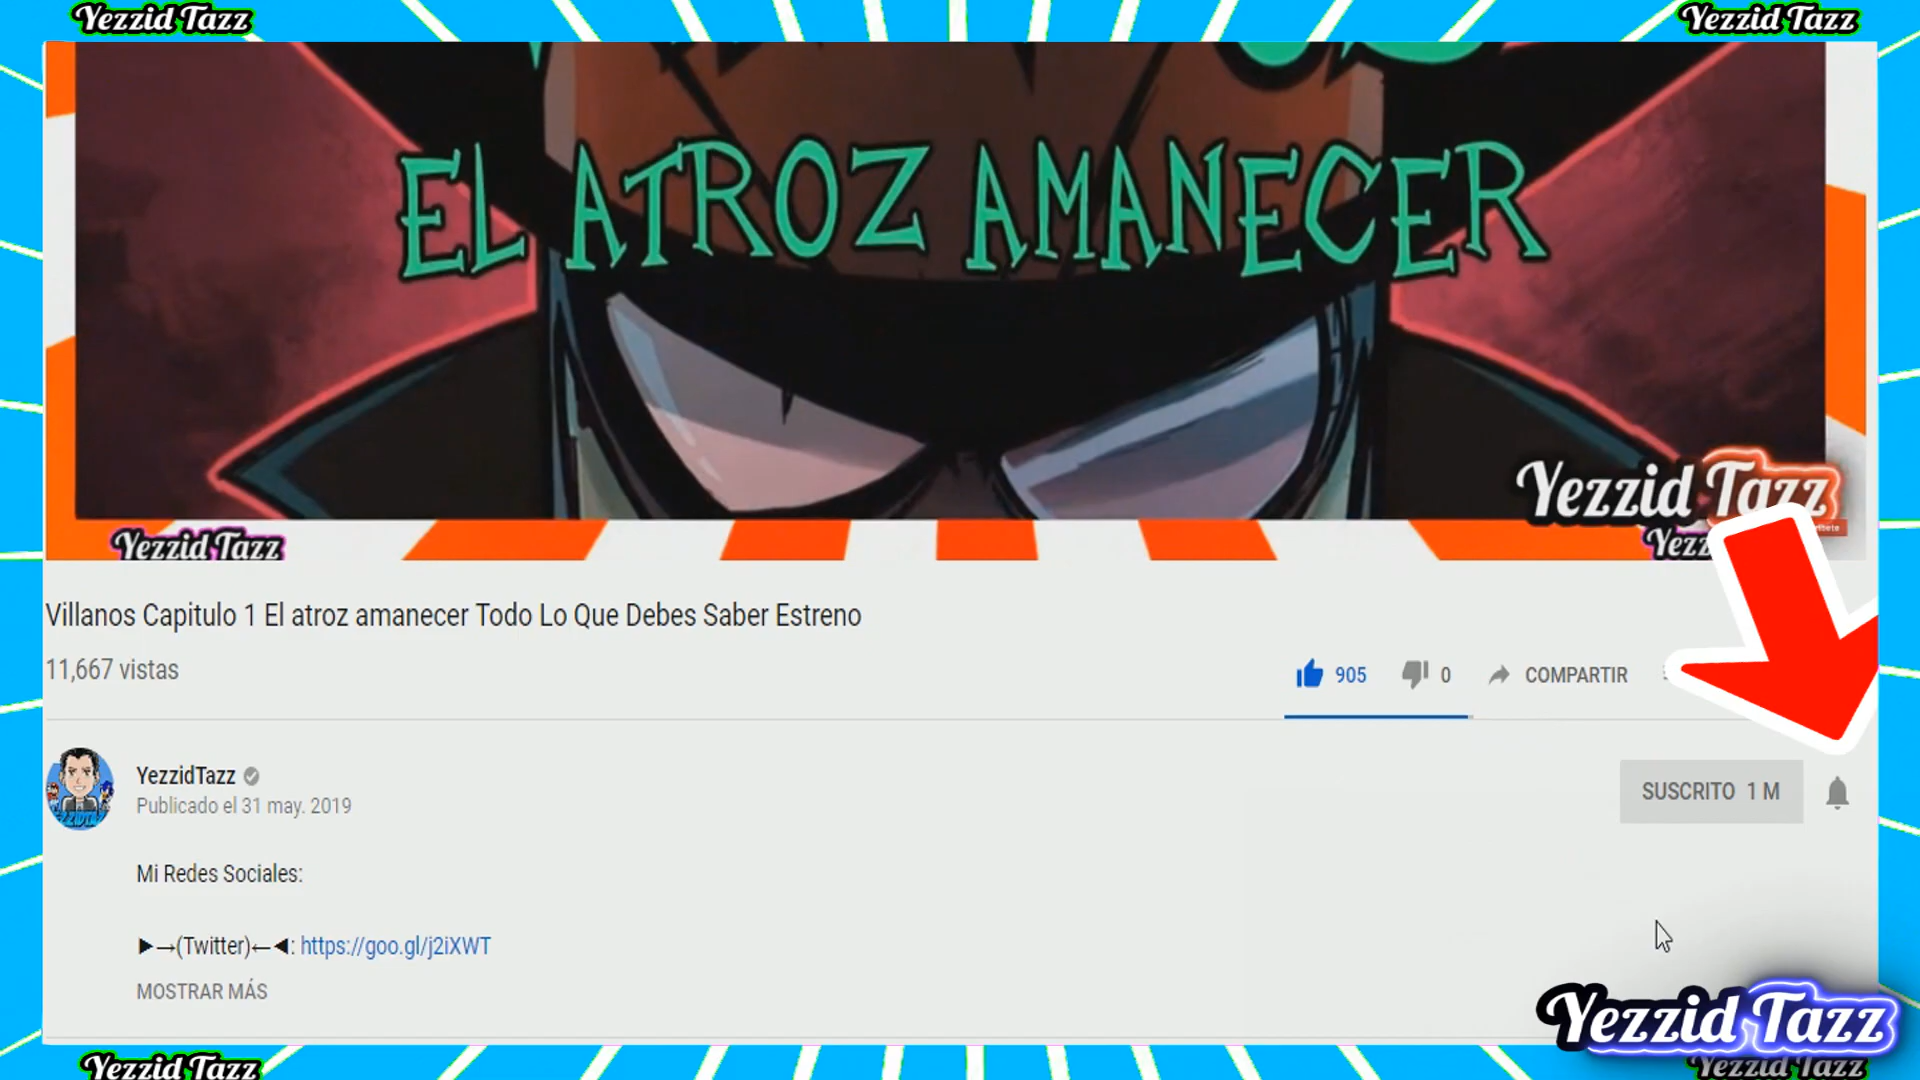 Yezzid Tazz
Yezzid Tazz
EL ATROZ AMANECER
Yezzid Tazz
Yezzid Tazz
Villanos Capitulo 1 El atroz amanecer Todo Lo Que Debes Saber Estreno
11,667 vistas
905
0
COMPARTIR
YezzidTazz
Publicado el 31 may. 2019
SUSCRITO 1 M
Mi Redes Sociales:
▶→(Twitter)←◀: https://goo.gl/j2iXWT
MOSTRAR MÁS
Yezzid Tazz
Yezzid Tazz
Yezzid Tazz